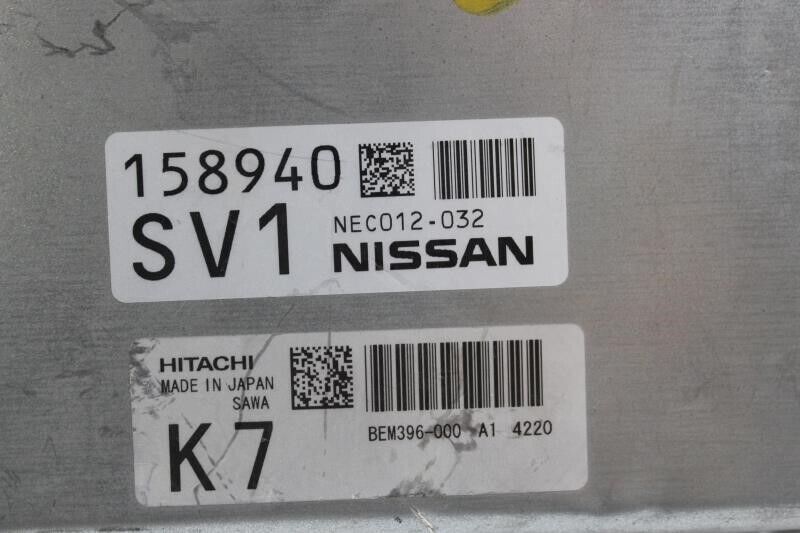 158940
SV1
NEC012-032
NISSAN
HITACHI
MADE IN JAPAN
SAWA
K7
BEM396-000 A1 4220